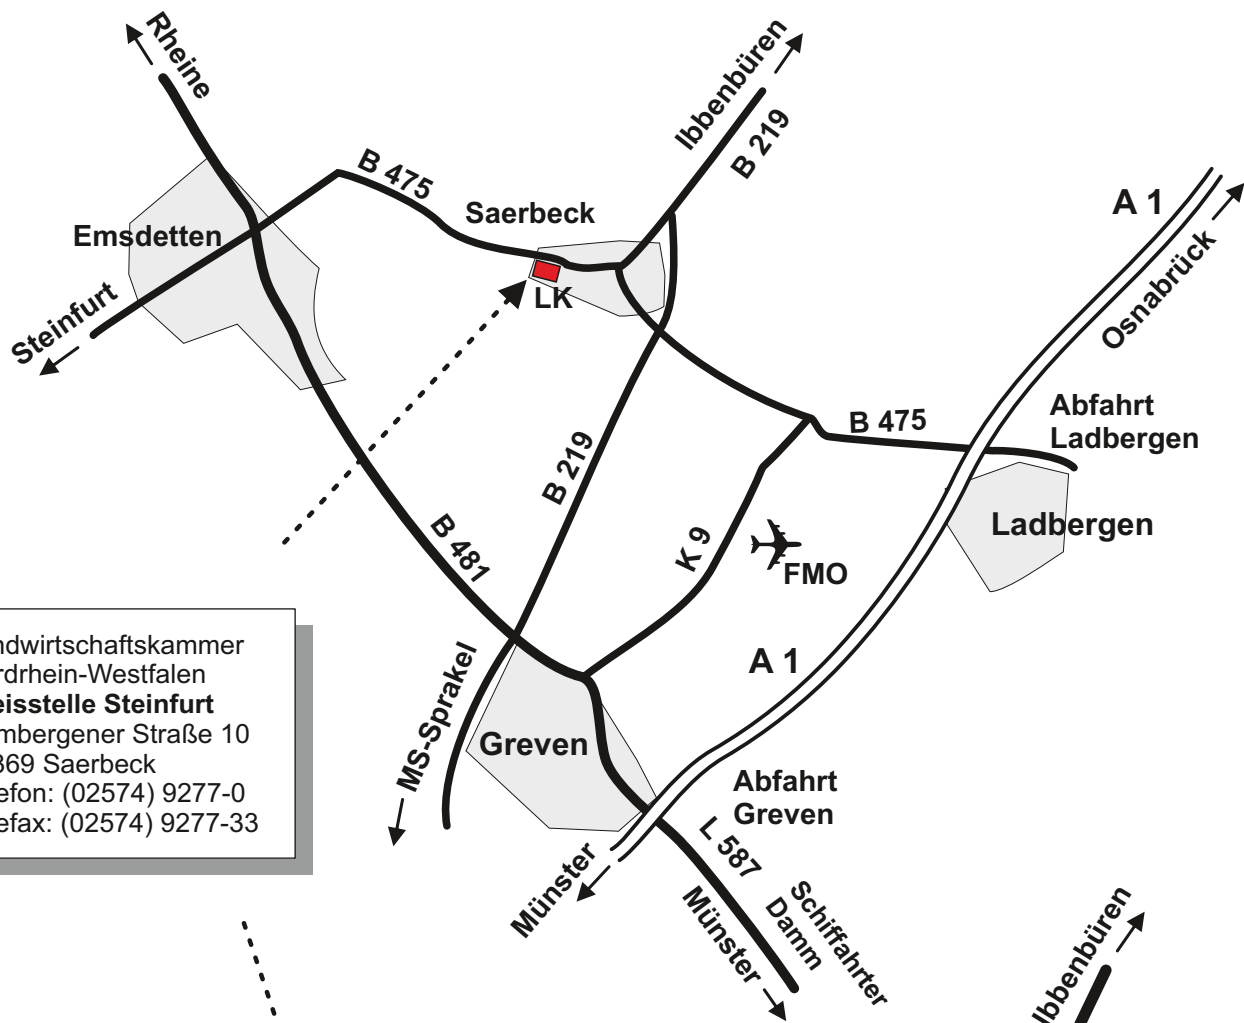 Rheine
Ibbenbüren
B 219
B 475
Saerbeck
A 1
Emsdetten
Osnabrück
LK
Steinfurt
Abfahrt
Ladbergen
B 475
B 219
Ladbergen
B 481
K 9
FMO
ndwirtschaftskammer
rdrhein-Westfalen
eisstelle Steinfurt
mbergener Straße 10
369 Saerbeck
efon: (02574) 9277-0
efax: (02574) 9277-33
MS-Sprakel
A 1
Greven
Abfahrt
Greven
L 587
Münster
Münster
Schiffahrter
Damm
Ibbenbüren